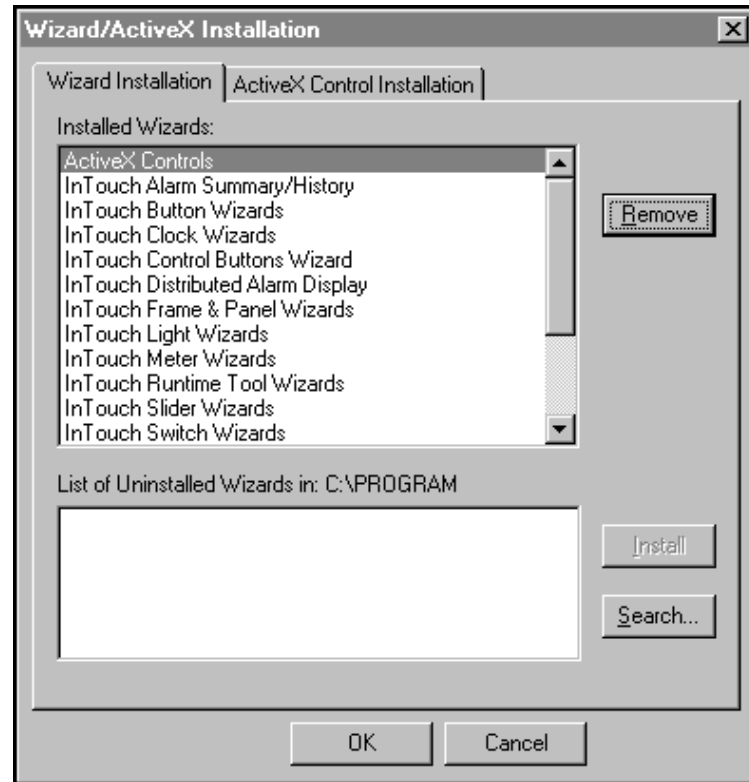 Wizard/ActiveX Installation
Wizard Installation
ActiveX Control Installation
Installed Wizards:
ActiveX Controls
InTouch Alarm Summary/History
InTouch Button Wizards
InTouch Clock Wizards
InTouch Control Buttons Wizard
InTouch Distributed Alarm Display
InTouch Frame & Panel Wizards
InTouch Light Wizards
InTouch Meter Wizards
InTouch Runtime Tool Wizards
InTouch Slider Wizards
InTouch Switch Wizards
Remove
List of Uninstalled Wizards in: C:\PROGRAM
Install
Search...
OK
Cancel